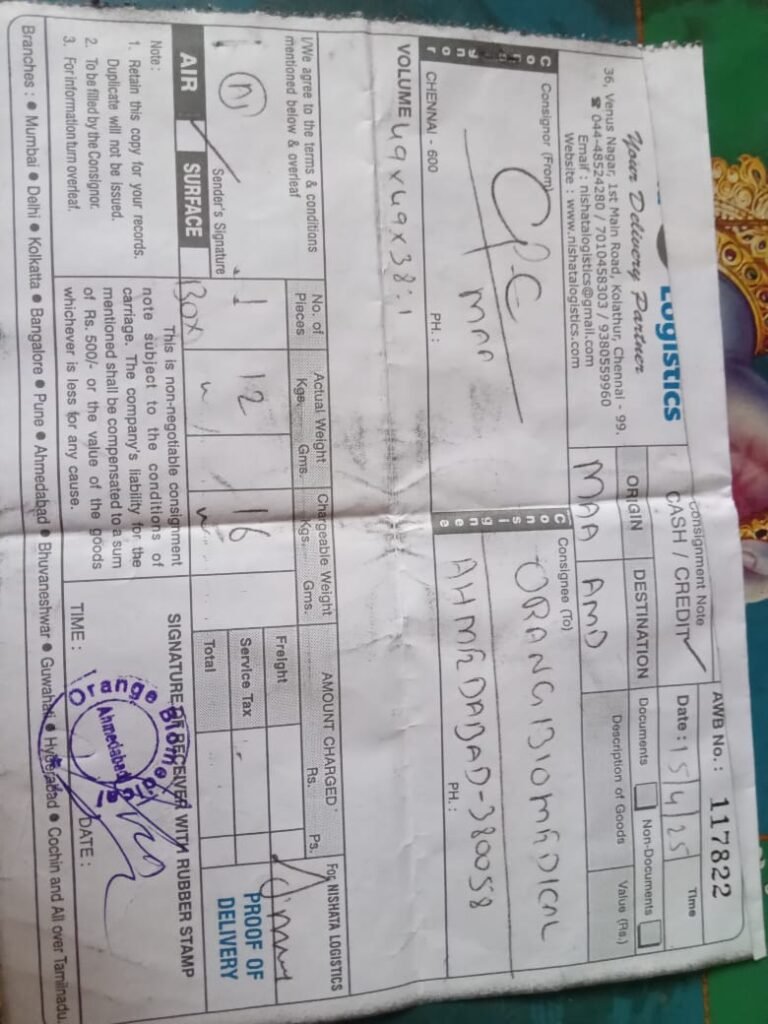 Logistics
Your Delivery Partner
36, Venus Nagar, 1st Main Road, Kolathur, Chennai - 99.
☎ 044-48524280 / 7010458303 / 9380559960
Email : nishatalogistics@gmail.com
Website : www.nishatalogistics.com
Consignment Note
CASH / CREDIT ✓
AWB No. : 117822
Date : 15/4/25
Time
ORIGIN
DESTINATION
MAA
AMD
Documents
Non-Documents
Description of Goods
Value (Rs.)
Consignor
Consignor (From)
CPC
MAA
CHENNAI - 600
PH. :
Consignee
Consignee (To)
ORANG BIOMEDICAL
AHMEDABAD-380058
PH. :
VOLUME 49x49x38:1
I/We agree to the terms & conditions
mentioned below & overleaf
Sender's Signature
AIR
SURFACE
No. of
Pieces
Actual Weight
Kgs. Gms.
Chargeable Weight
Kgs. Gms.
AMOUNT CHARGED
Rs. Ps.
1
BOX
12
16
Freight
Service Tax
Total
For NISHATA LOGISTICS
PROOF OF
DELIVERY
Note :
1. Retain this copy for your records.
Duplicate will not be issued.
2. To be filled by the Consignor.
3. For information turn overleaf.
This is non-negotiable consignment
note subject to the conditions of
carriage. The company's liability for the
mentioned shall be compensated to a sum
of Rs. 500/- or the value of the goods
whichever is less for any cause.
SIGNATURE OF RECEIVER WITH RUBBER STAMP
Orange
Ahmedabad
TIME :
DATE :
Branches : ● Mumbai ● Delhi ● Kolkatta ● Bangalore ● Pune ● Ahmedabad ● Bhuvaneshwar ● Guwahati ● Hyderabad ● Cochin and All over Tamilnadu.